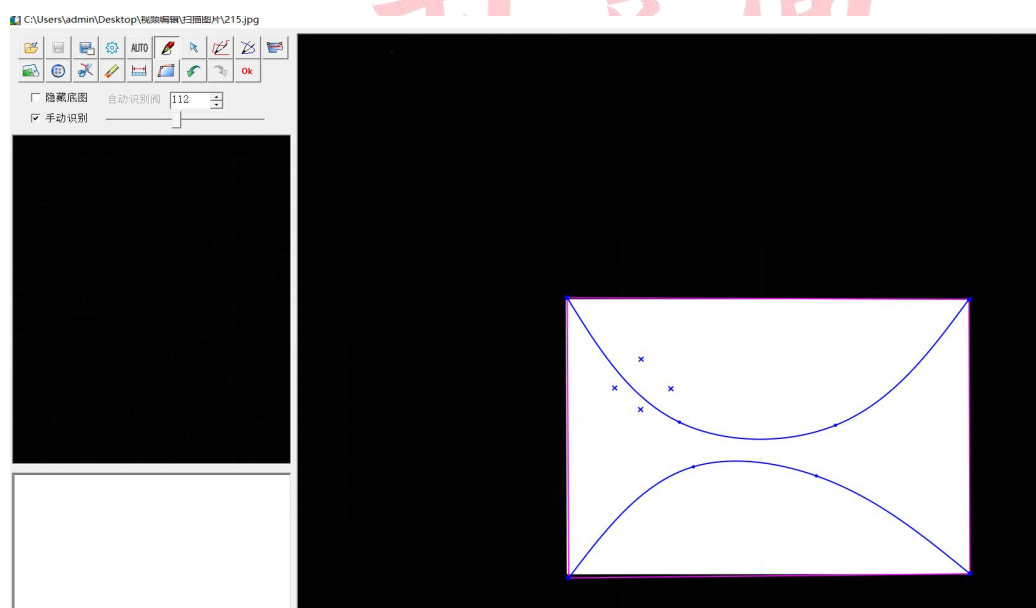 C:\Users\admin\Desktop\视频编辑\扫描图片\215.jpg
AUTO
Ok
隐藏底图 自动识别阀 112
手动识别